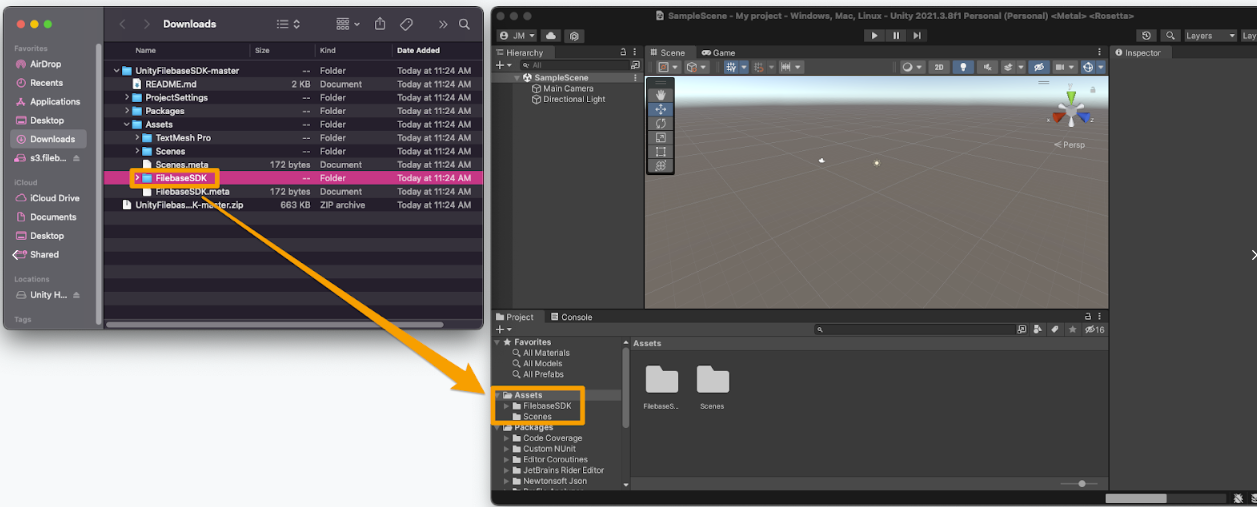 Downloads
Favorites
AirDrop
Recents
Applications
Desktop
Downloads
s3.fileb...
iCloud
iCloud Drive
Documents
Desktop
Shared
Locations
Unity H...
Tags
Name Size Kind Date Added
UnityFilebaseSDK-master -- Folder Today at 11:24 AM
README.md 2 KB Document Today at 11:24 AM
ProjectSettings -- Folder Today at 11:24 AM
Packages -- Folder Today at 11:24 AM
Assets -- Folder Today at 11:24 AM
TextMesh Pro -- Folder Today at 11:24 AM
Scenes -- Folder Today at 11:24 AM
Scenes.meta 172 bytes Document Today at 11:24 AM
FilebaseSDK -- Folder Today at 11:24 AM
FilebaseSDK.meta 172 bytes Document Today at 11:24 AM
UnityFilebas...K-master.zip 663 KB ZIP archive Today at 11:24 AM
SampleScene - My project - Windows, Mac, Linux - Unity 2021.3.8f1 Personal (Personal) <Metal> <Rosetta>
JM
Layers Lay
Hierarchy
All
SampleScene
Main Camera
Directional Light
Scene Game
2D
y
x z
Persp
Inspector
Project Console
16
Favorites
All Materials
All Models
All Prefabs
Assets
FilebaseSDK
Scenes
Packages
Code Coverage
Custom NUnit
Editor Coroutines
JetBrains Rider Editor
Newtonsoft Json
Assets
FilebaseS...
Scenes